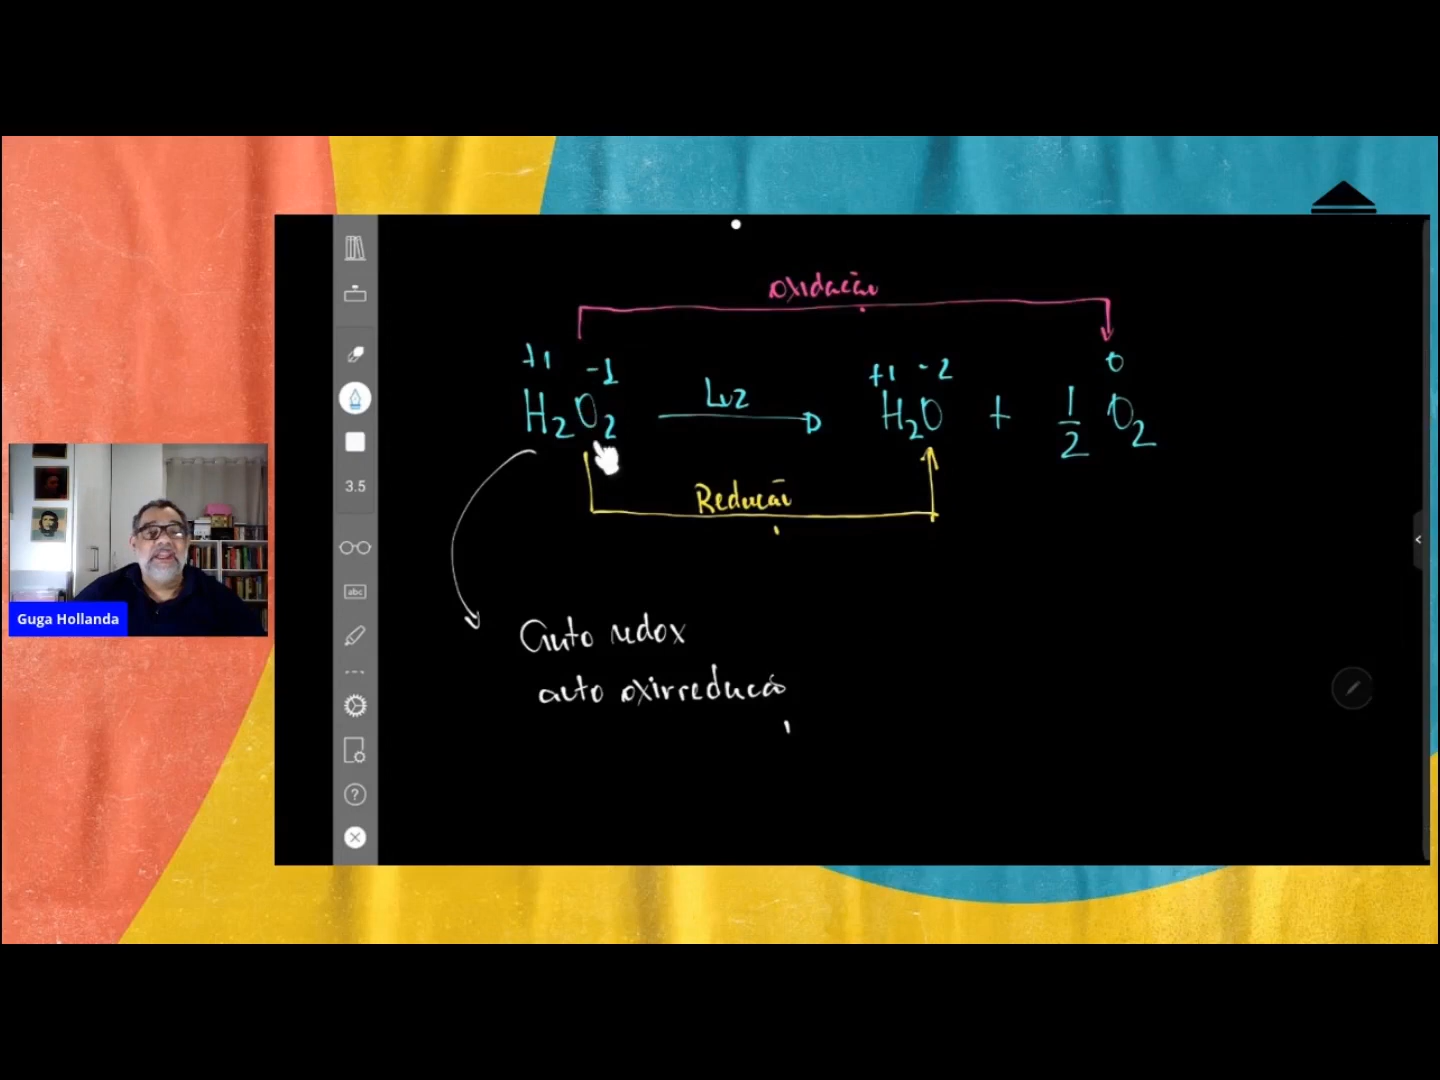 oxidação
+1 -1 +1 -2 0
H2O2 Luz H2O + 1/2 O2
Redução
3.5
abc
Guga Hollanda
auto redox
auto oxirredução
?